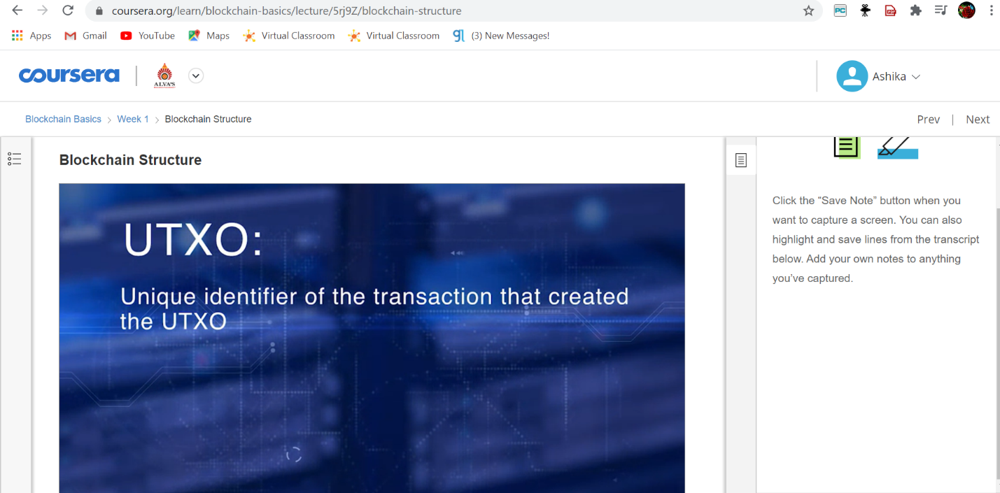 coursera.org/learn/blockchain-basics/lecture/5rj9Z/blockchain-structure
PC
PDF
Apps Gmail YouTube Maps Virtual Classroom Virtual Classroom gl (3) New Messages!
coursera ALVA'S Ashika
Blockchain Basics > Week 1 > Blockchain Structure Prev | Next
Blockchain Structure
UTXO:
Unique identifier of the transaction that created
the UTXO
Click the “Save Note” button when you
want to capture a screen. You can also
highlight and save lines from the transcript
below. Add your own notes to anything
you’ve captured.